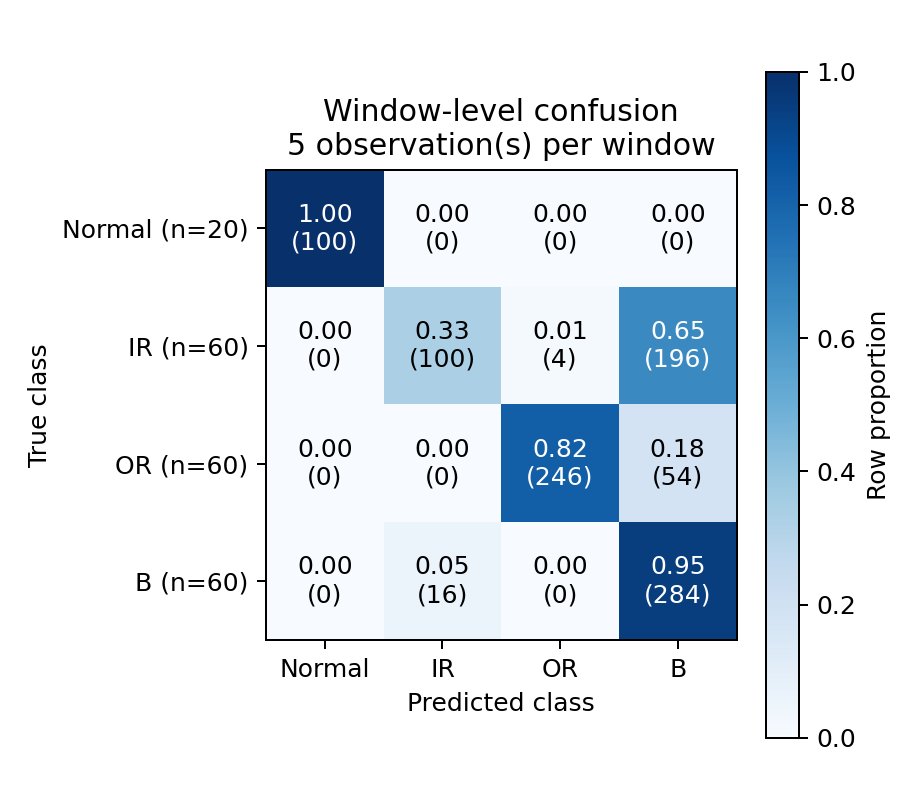 Window-level confusion
5 observation(s) per window
1.0
0.8
0.6
0.4
0.2
0.0
Row proportion
True class
Normal (n=20)
1.00 0.00 0.00 0.00
(100) (0) (0) (0)
IR (n=60)
0.00 0.33 0.01 0.65
(0) (100) (4) (196)
OR (n=60)
0.00 0.00 0.82 0.18
(0) (0) (246) (54)
B (n=60)
0.00 0.05 0.00 0.95
(0) (16) (0) (284)
Normal IR OR B
Predicted class